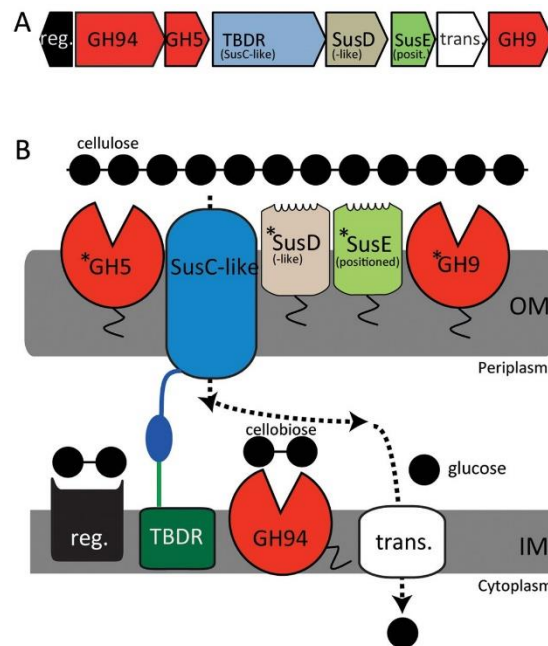 A
reg. GH94 GH5 TBDR SusD SusE trans. GH9
(SusC-like) (-like) (posit.)
B
cellulose
*GH5 SusC-like *SusD *SusE *GH9
(-like) (positioned)
OM
Periplasm
cellobiose
glucose
reg. TBDR GH94 trans. IM
Cytoplasm